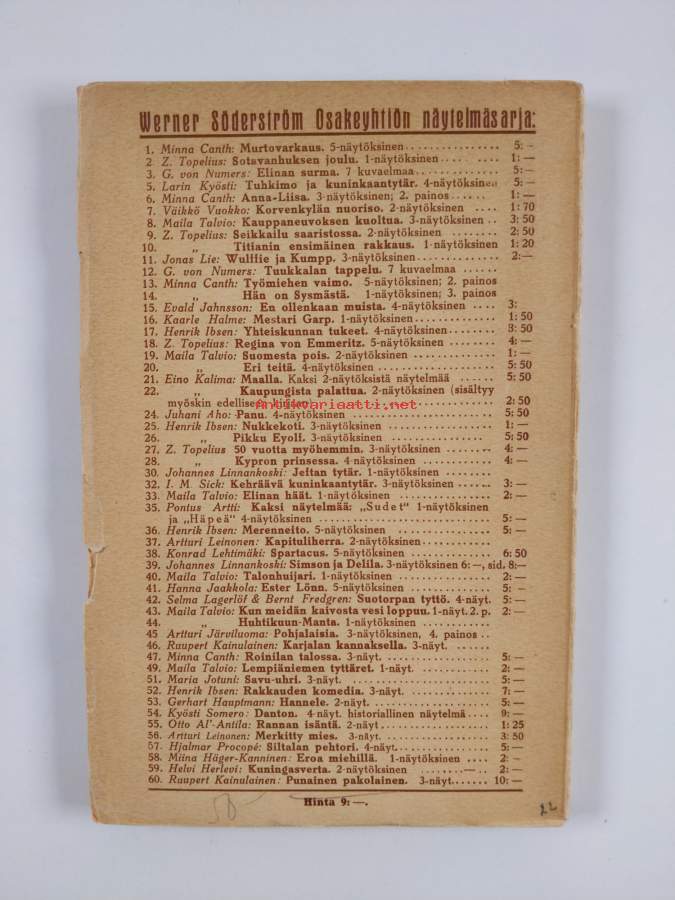 Werner Söderström Osakeyhtiön näytelmäsarja:
1. Minna Canth: Murtovarkaus. 5-näytöksinen . . . . . . . . . . . . . . . 5: –
2 Z. Topelius: Sotavanhuksen joulu. 1-näytöksinen . . . . . . . . 1: —
3. G. von Numers: Elinan surma. 7 kuvaelmaa . . . . . . . . . . . . . 5: —
5. Larin Kyösti: Tuhkimo ja kuninkaantytär. 4-näytöksinen 5: —
6. Minna Canth: Anna-Liisa. 3-näytöksinen; 2. painos . . . . . . 1: —
7. Väikkö Vuokko: Korvenkylän nuoriso. 2-näytöksinen . . . . 1: 70
8. Maila Talvio: Kauppaneuvoksen kuoltua. 3-näytöksinen . . 3: 50
9. Z. Topelius: Seikkailu saaristossa. 2-näytöksinen . . . . . . . . 2: 50
10. „ Titianin ensimäinen rakkaus. 1-näytöksinen 1: 20
11. Jonas Lie: Wulffie ja Kumpp. 3-näytöksinen . . . . . . . . . . . . 2: —
12. G. von Numers: Tuukkalan tappelu. 7 kuvaelmaa . . . . . .
13. Minna Canth: Työmiehen vaimo. 5-näytöksinen; 2. painos
14. „ Hän on Sysmästä. 1-näytöksinen; 3. painos
15. Evald Jahnsson: En ollenkaan muista. 4-näytöksinen . . . . 3:
16. Kaarle Halme: Mestari Garp. 1-näytöksinen . . . . . . . . . . . . 1: 50
17. Henrik Ibsen: Yhteiskunnan tukeet. 4-näytöksinen . . . . . . . . 3: 50
18. Z. Topelius: Regina von Emmeritz. 5-näytöksinen . . . . . . . . 4: —
19. Maila Talvio: Suomesta pois. 2-näytöksinen . . . . . . . . . . . . 1: —
20. „ Eri teitä. 4-näytöksinen . . . . . . . . . . . . . . . 5: 50
21. Eino Kalima: Maalla. Kaksi 2-näytöksistä näytelmää . . . . . 5: 50
22. „ Kaupungista palattua. 2-näytöksinen (sisältyy
myöskin edelliseen
Antikvariaatti.net
2: 50
24. Juhani Aho: Panu. 4-näytöksinen . . . . . . . . . . . . . . . . . . . . 5: 50
25. Henrik Ibsen: Nukkekoti. 3-näytöksinen . . . . . . . . . . . . . . . 1: —
26. „ Pikku Eyolf. 3-näytöksinen . . . . . . . . . . . . 5: 50
27. Z. Topelius 50 vuotta myöhemmin. 3-näytöksinen . . . . . . . . 4: —
28. „ Kypron prinsessa. 4-näytöksinen . . . . . . . . . . 4: —
30. Johannes Linnankoski: Jeftan tytär. 1-näytöksinen . . . . . . .
32. I. M. Sick: Kehräävä kuninkaantytär. 3-näytöksinen . . . . . 3: —
33. Maila Talvio: Elinan häät. 1-näytöksinen . . . . . . . . . . . . . . 2: —
35. Pontus Artti: Kaksi näytelmää: „Sudet“ 1-näytöksinen
ja „Häpeä“ 4-näytöksinen . . . . . . . . . . . . . . . . . . . . . . . . 5: —
36. Henrik Ibsen: Merenneito. 5-näytöksinen . . . . . . . . . . . . . 5: —
37. Artturi Leinonen: Kapituliherra. 2-näytöksinen . . . . . . . . . .
38. Konrad Lehtimäki: Spartacus. 5-näytöksinen . . . . . . . . . . . 6: 50
39. Johannes Linnankoski: Simson ja Delila. 3-näytöksinen 6: —, sid. 8: —
40. Maila Talvio: Talonhuijari. 1-näytöksinen . . . . . . . . . . . . . 2: —
41. Hanna Jaakkola: Ester Lönn. 5-näytöksinen . . . . . . . . . . . 5: –
42. Selma Lagerlöf & Bernt Fredgren: Suotorpan tyttö. 4-näyt. 5: —
43. Maila Talvio: Kun meidän kaivosta vesi loppuu. 1-näyt. 2. p. 2: —
44. „ Huhtikuun-Manta. 1-näytöksinen . . . . . . . . . .
45 Artturi Järviluoma: Pohjalaisia. 3-näytöksinen, 4. painos . .
46. Ruupert Kainulainen: Karjalan kannaksella. 3-näyt. . . . . . .
47. Minna Canth: Roinilan talossa. 3-näyt. . . . . . . . . . . . . . . . 5: —
49. Maila Talvio: Lempiäniemen tyttäret. 1-näyt. . . . . . . . . . . 2: —
51. Maria Jotuni: Savu-uhri. 3-näyt. . . . . . . . . . . . . . . . . . . . . 5: —
52. Henrik Ibsen: Rakkauden komedia. 3-näyt. . . . . . . . . . . . . 7: —
53. Gerhart Hauptmann: Hannele. 2-näyt. . . . . . . . . . . . . . . . . 5: —
54. Kyösti Somero: Danton. 4-näyt. historiallinen näytelmä . . . . 9: —
55. Otto Al'-Antila: Rannan isäntä. 2-näyt. . . . . . . . . . . . . . . . 1: 25
56. Artturi Leinonen: Merkitty mies. 3-näyt. . . . . . . . . . . . . . . 3: 50
57. Hjalmar Procopé: Siltalan pehtori. 4-näyt. . . . . . . . . . . . . . 5: —
58. Miina Häger-Kanninen: Eroa miehillä. 1-näytöksinen . . . . 2: –
59. Helvi Herlevi: Kuningasverta. 2-näytöksinen . . . . . . . . . . . 2: —
60. Ruupert Kainulainen: Punainen pakolainen. 3-näyt. . . . . . . . 10: —
Hinta 9: —.
22